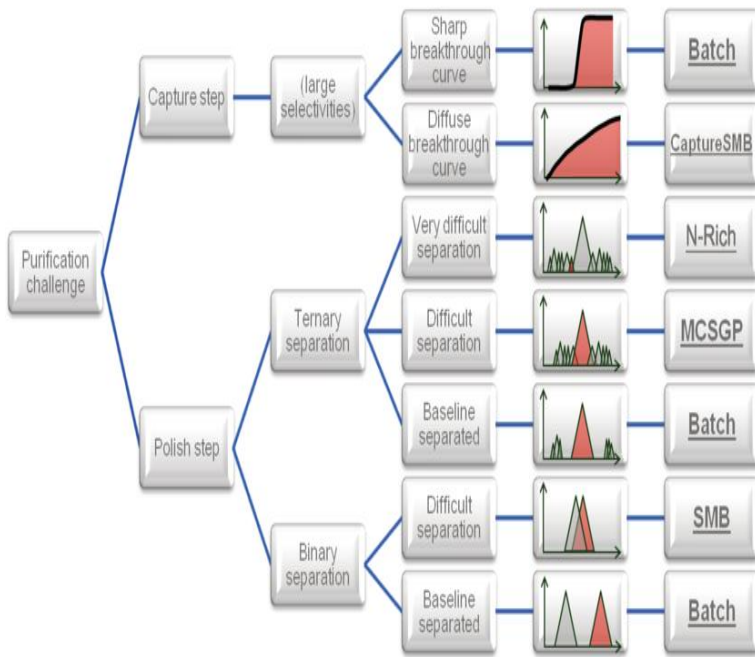 Purification
challenge
Capture step
(large
selectivities)
Sharp
breakthrough
curve
Batch
Diffuse
breakthrough
curve
CaptureSMB
Polish step
Ternary
separation
Very difficult
separation
N-Rich
Difficult
separation
MCSGP
Baseline
separated
Batch
Binary
separation
Difficult
separation
SMB
Baseline
separated
Batch